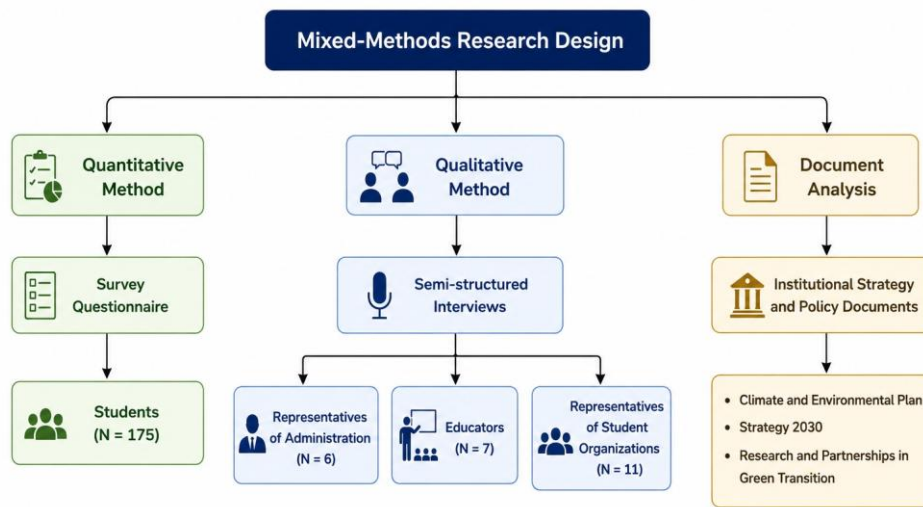 Mixed-Methods Research Design
Quantitative
Method
Qualitative
Method
Document
Analysis
Survey
Questionnaire
Semi-structured
Interviews
Institutional Strategy
and Policy Documents
Students
(N = 175)
Representatives
of Administration
(N = 6)
Educators
(N = 7)
Representatives
of Student
Organizations
(N = 11)
• Climate and Environmental Plan
• Strategy 2030
• Research and Partnerships in
Green Transition